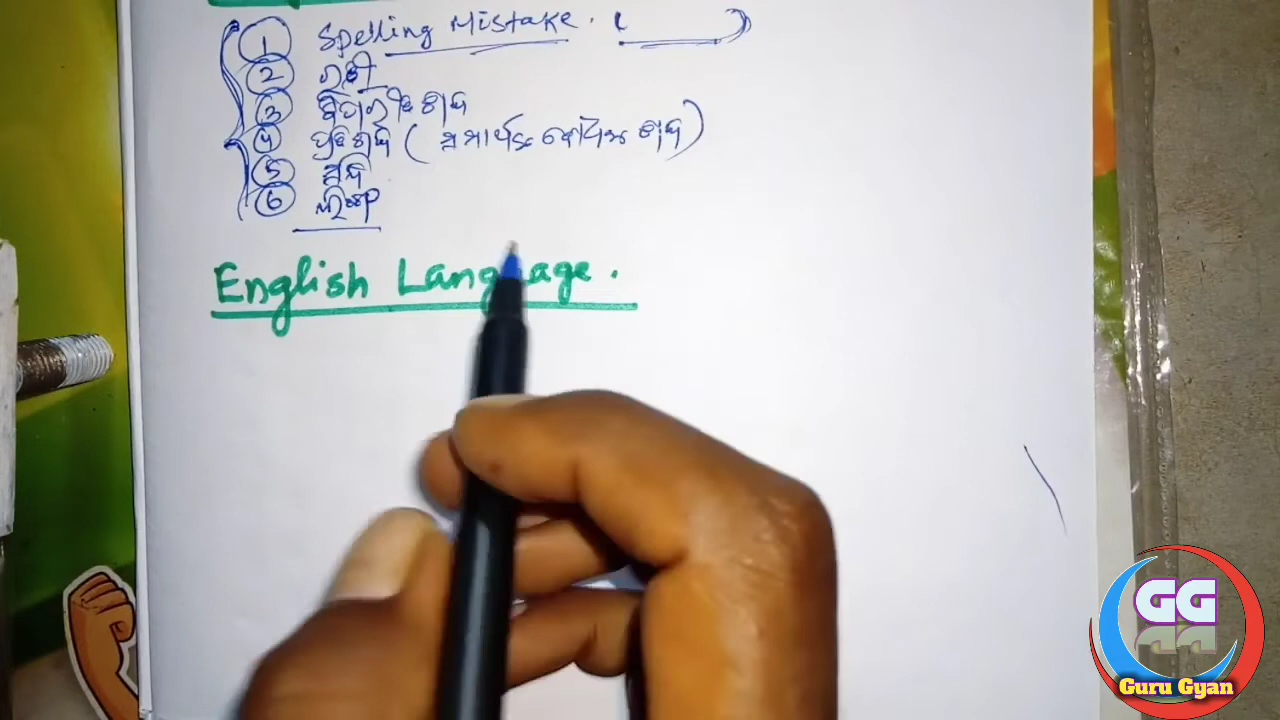 1 Spelling Mistake. ( )
2 ରୂଢ଼ି
3 ବିପରୀତ ଶବ୍ଦ
4 ପ୍ରତିଶବ୍ଦ ( ସମାର୍ଥକ ବୋଧକ ଶବ୍ଦ )
5 ସନ୍ଧି
6 ଲିଙ୍ଗ
English Language.
GG
Guru Gyan